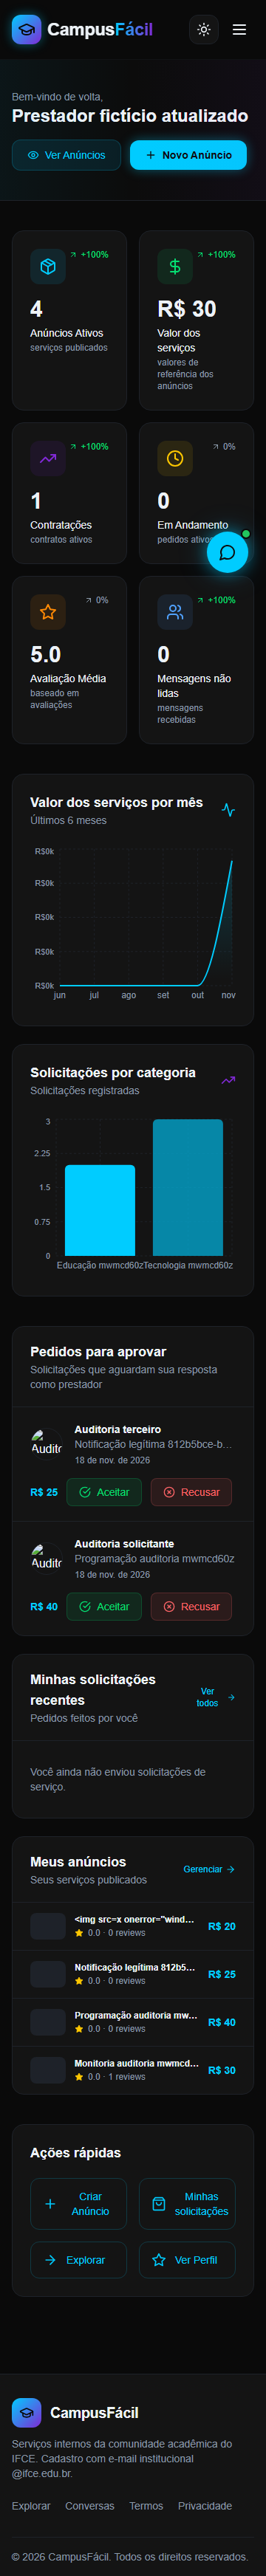 CampusFácil
Bem-vindo de volta,
Prestador fictício atualizado
Ver Anúncios
Novo Anúncio
+100%
4
Anúncios Ativos
serviços publicados
+100%
R$ 30
Valor dos
serviços
valores de
referência dos
anúncios
+100%
1
Contratações
contratos ativos
0%
0
Em Andamento
pedidos
0%
5.0
Avaliação Média
baseado em
avaliações
+100%
0
Mensagens não
lidas
mensagens
recebidas
Valor dos serviços por mês
Últimos 6 meses
R$0k
R$0k
R$0k
R$0k
R$0k
jun jul ago set out nov
Solicitações por categoria
Solicitações registradas
3
2.25
1.5
0.75
0
Educação mwmcd60z Tecnologia mwmcd60z
Pedidos para aprovar
Solicitações que aguardam sua resposta
como prestador
Audito
Auditoria terceiro
Notificação legítima 812b5bce-b...
18 de nov. de 2026
R$ 25
Aceitar
Recusar
Audito
Auditoria solicitante
Programação auditoria mwmcd60z
18 de nov. de 2026
R$ 40
Aceitar
Recusar
Minhas solicitações
recentes
Pedidos feitos por você
Ver
todos
Você ainda não enviou solicitações de
serviço.
Meus anúncios
Seus serviços publicados
Gerenciar
<img src=x onerror="wind...
0.0 · 0 reviews
R$ 20
Notificação legítima 812b5...
0.0 · 0 reviews
R$ 25
Programação auditoria mw...
0.0 · 0 reviews
R$ 40
Monitoria auditoria mwmcd...
0.0 · 1 reviews
R$ 30
Ações rápidas
Criar
Anúncio
Minhas
solicitações
Explorar
Ver Perfil
CampusFácil
Serviços internos da comunidade acadêmica do
IFCE. Cadastro com e-mail institucional
@ifce.edu.br.
Explorar Conversas Termos Privacidade
© 2026 CampusFácil. Todos os direitos reservados.